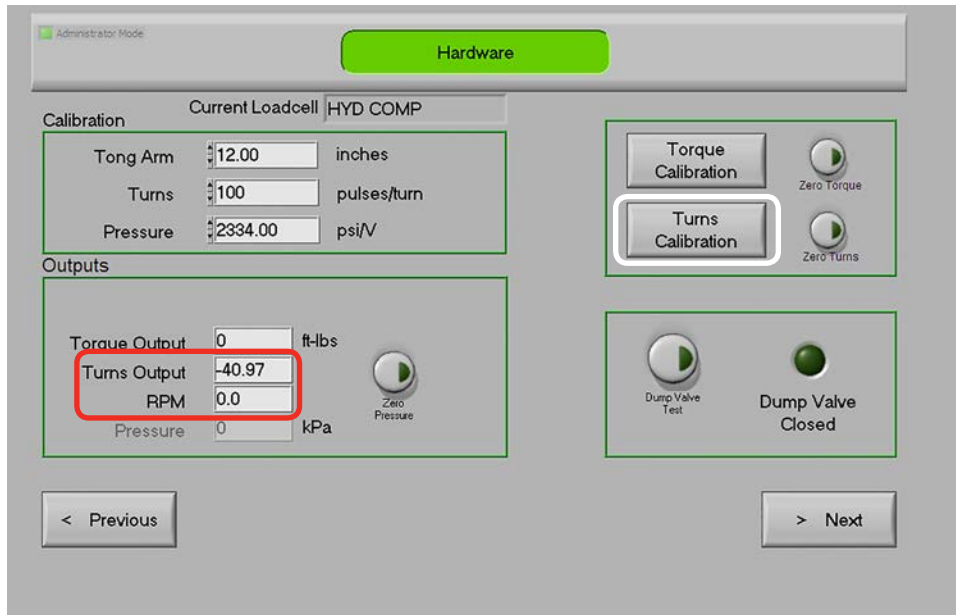 Administrator Mode
Hardware
Current Loadcell HYD COMP
Calibration
Tong Arm 12.00 inches
Turns 100 pulses/turn
Pressure 2334.00 psi/V
Torque Calibration
Zero Torque
Turns Calibration
Zero Turns
Outputs
Torque Output 0 ft-lbs
Turns Output -40.97
RPM 0.0
Pressure 0 kPa
Zero Pressure
Dump Valve Test
Dump Valve Closed
< Previous
> Next